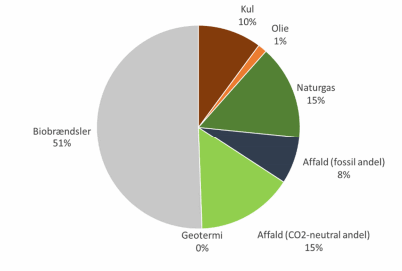 Kul
10%
Olie
1%
Naturgas
15%
Affald (fossil andel)
8%
Affald (CO2-neutral andel)
15%
Geotermi
0%
Biobrændsler
51%